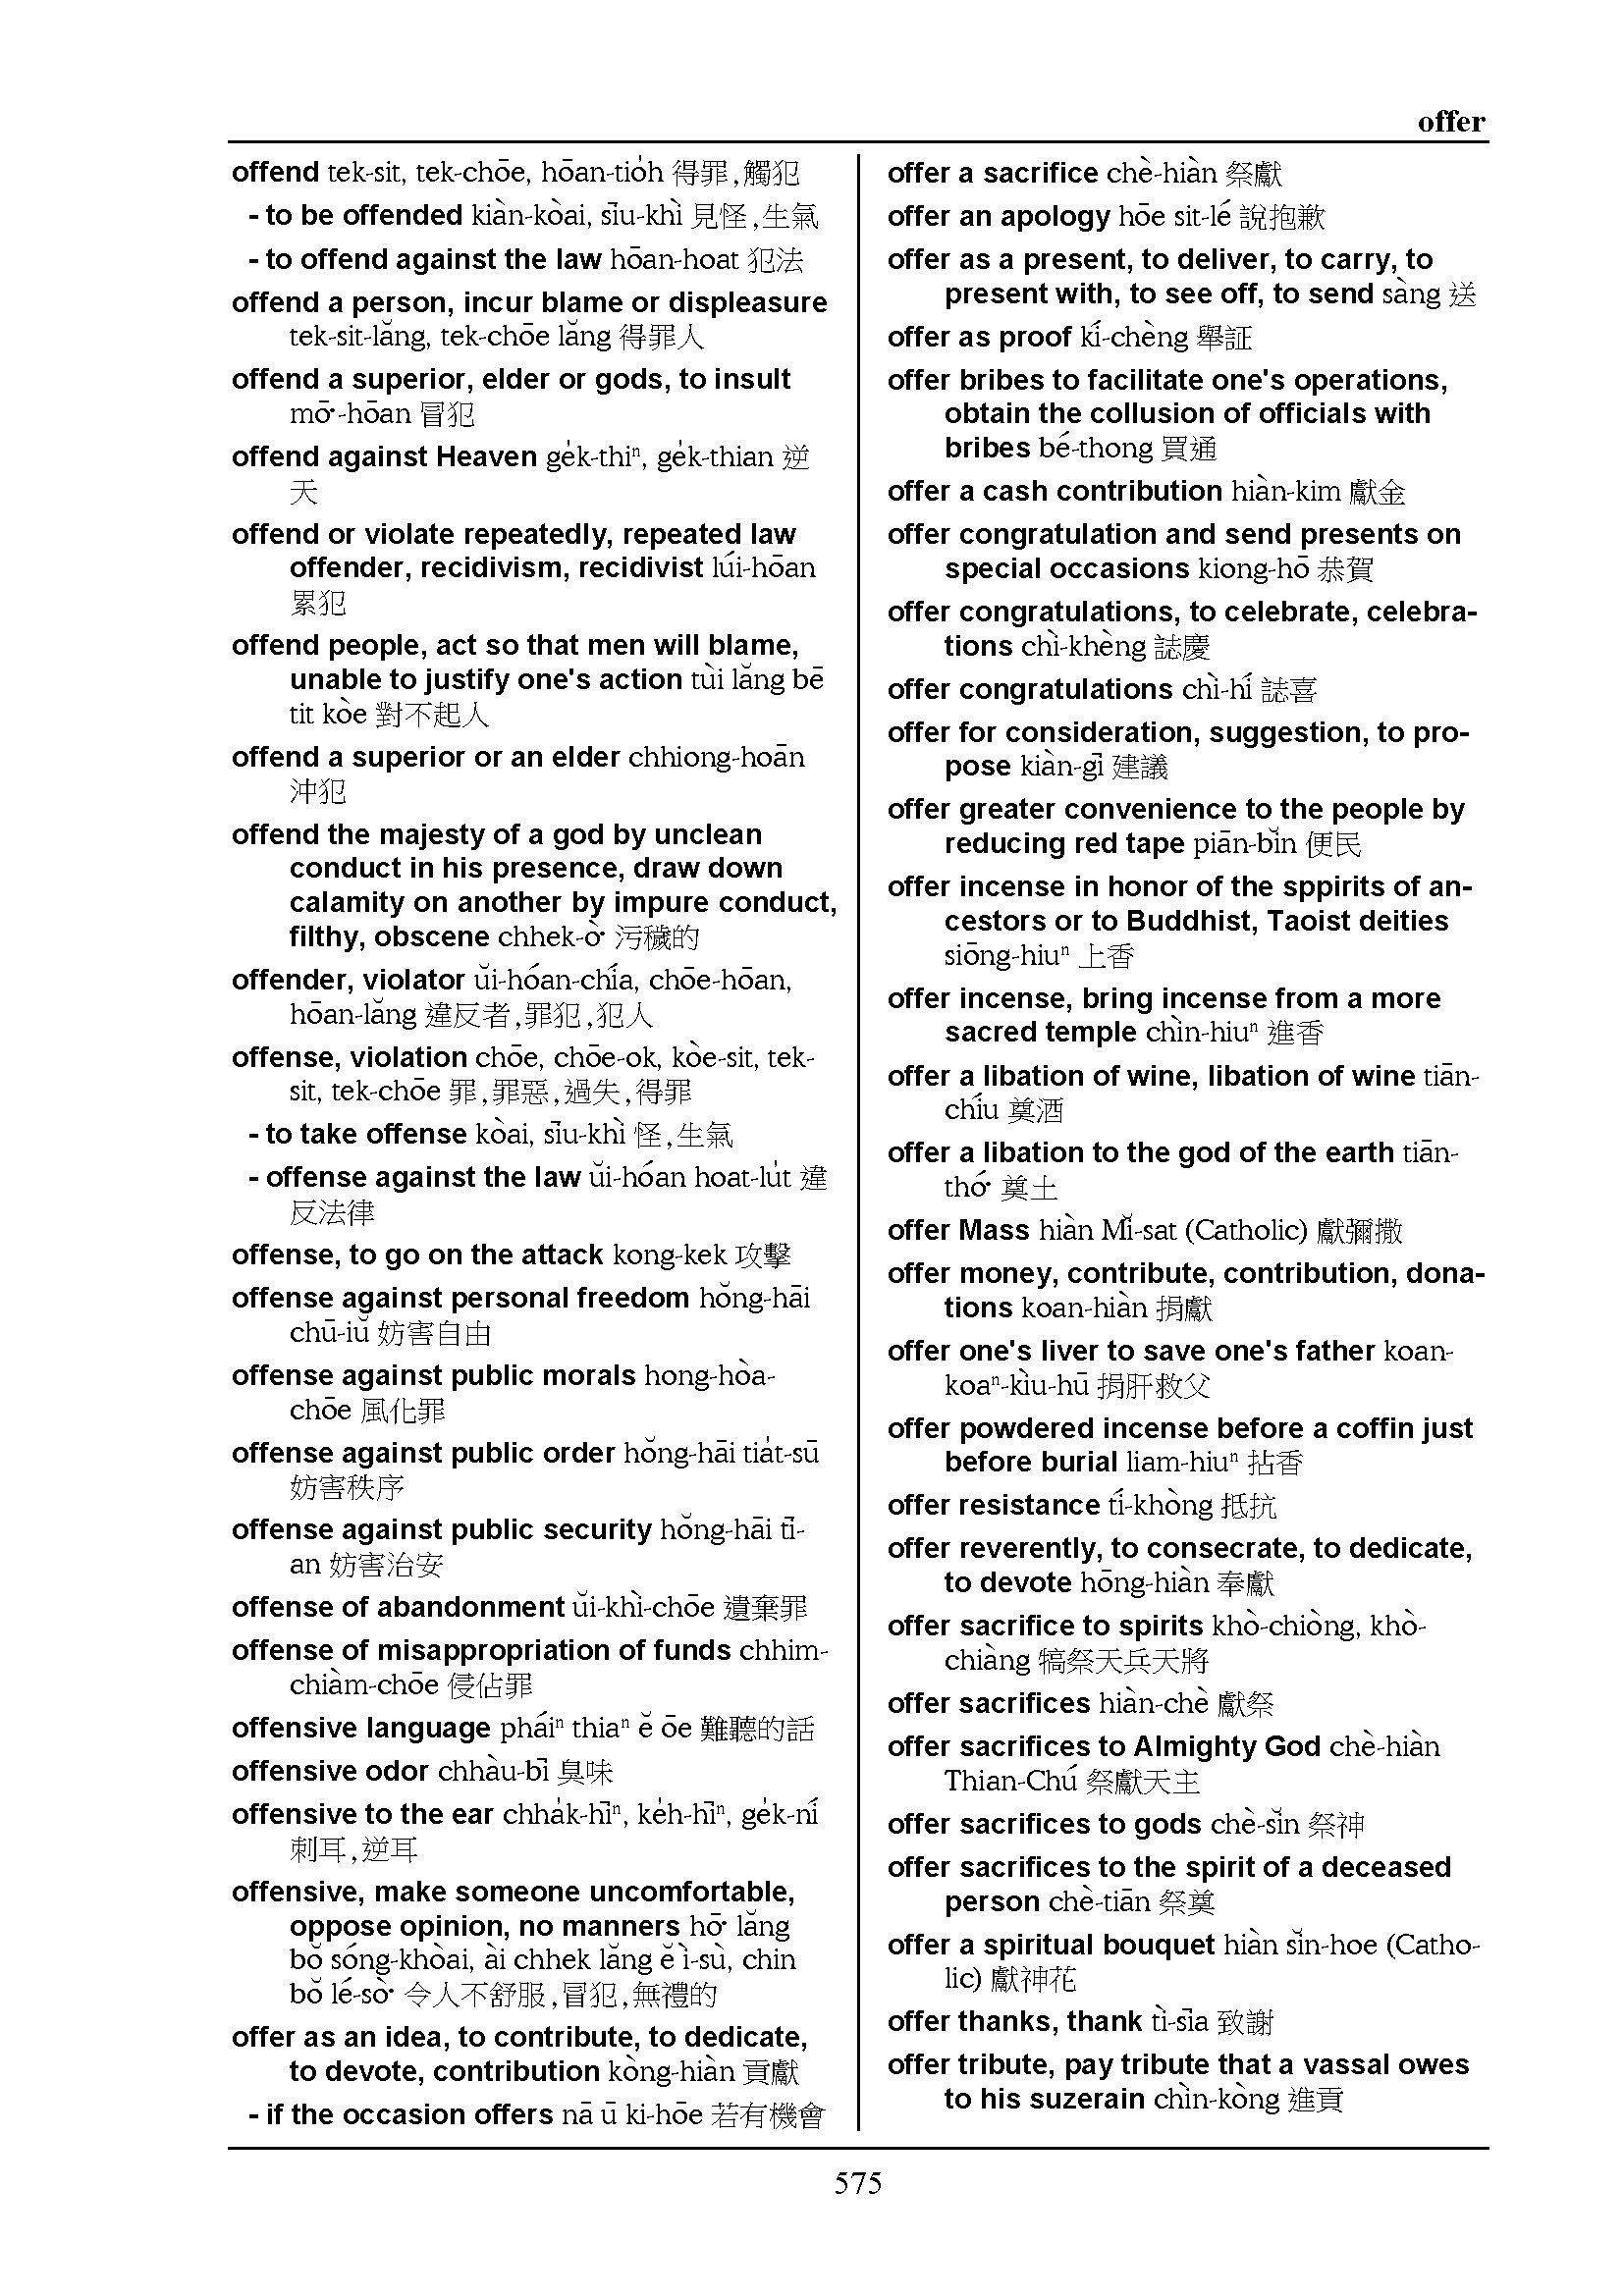 offer
offend tek-sit, tek-chōe, hōan-tio̍h 得罪,觸犯
- to be offended kiàn-kòai, sīu-khì 見怪,生氣
- to offend against the law hōan-hoat 犯法
offend a person, incur blame or displeasure
tek-sit-lăng, tek-chōe lăng 得罪人
offend a superior, elder or gods, to insult
mō͘-hōan 冒犯
offend against Heaven ge̍k-thiⁿ, ge̍k-thian 逆
天
offend or violate repeatedly, repeated law
offender, recidivism, recidivist lúi-hōan
累犯
offend people, act so that men will blame,
unable to justify one's action tùi lăng bē
tit kòe 對不起人
offend a superior or an elder chhiong-hoān
沖犯
offend the majesty of a god by unclean
conduct in his presence, draw down
calamity on another by impure conduct,
filthy, obscene chhek-ò͘ 污穢的
offender, violator ŭi-hóan-chía, chōe-hōan,
hōan-lăng 違反者,罪犯,犯人
offense, violation chōe, chōe-ok, kòe-sit, tek-
sit, tek-chōe 罪,罪惡,過失,得罪
- to take offense kòai, sīu-khì 怪,生氣
- offense against the law ŭi-hóan hoat-lu̍t 違
反法律
offense, to go on the attack kong-kek 攻擊
offense against personal freedom hŏng-hāi
chū-iŭ 妨害自由
offense against public morals hong-hòa-
chōe 風化罪
offense against public order hŏng-hāi tia̍t-sū
妨害秩序
offense against public security hŏng-hāi tī-
an 妨害治安
offense of abandonment ŭi-khì-chōe 遺棄罪
offense of misappropriation of funds chhim-
chiàm-chōe 侵佔罪
offensive language pháiⁿ thiaⁿ ĕ ōe 難聽的話
offensive odor chhàu-bī 臭味
offensive to the ear chha̍k-hīⁿ, ke̍h-hīⁿ, ge̍k-ní
刺耳,逆耳
offensive, make someone uncomfortable,
oppose opinion, no manners hō͘ lăng
bŏ sóng-khòai, ài chhek lăng ĕ ì-sù, chin
bŏ lé-sò͘ 令人不舒服,冒犯,無禮的
offer as an idea, to contribute, to dedicate,
to devote, contribution kòng-hiàn 貢獻
- if the occasion offers nā ū ki-hōe 若有機會
offer a sacrifice chè-hiàn 祭獻
offer an apology hōe sit-lé 說抱歉
offer as a present, to deliver, to carry, to
present with, to see off, to send sàng 送
offer as proof kí-chèng 舉証
offer bribes to facilitate one's operations,
obtain the collusion of officials with
bribes bé-thong 買通
offer a cash contribution hiàn-kim 獻金
offer congratulation and send presents on
special occasions kiong-hō 恭賀
offer congratulations, to celebrate, celebra-
tions chì-khèng 誌慶
offer congratulations chì-hí 誌喜
offer for consideration, suggestion, to pro-
pose kiàn-gī 建議
offer greater convenience to the people by
reducing red tape piān-bĭn 便民
offer incense in honor of the sppirits of an-
cestors or to Buddhist, Taoist deities
siōng-hiuⁿ 上香
offer incense, bring incense from a more
sacred temple chìn-hiuⁿ 進香
offer a libation of wine, libation of wine tiān-
chíu 奠酒
offer a libation to the god of the earth tiān-
thó͘ 奠土
offer Mass hiàn Mĭ-sat (Catholic) 獻彌撒
offer money, contribute, contribution, dona-
tions koan-hiàn 捐獻
offer one's liver to save one's father koan-
koaⁿ-kìu-hū 捐肝救父
offer powdered incense before a coffin just
before burial liam-hiuⁿ 拈香
offer resistance tí-khòng 抵抗
offer reverently, to consecrate, to dedicate,
to devote hōng-hiàn 奉獻
offer sacrifice to spirits khò-chiòng, khò-
chiàng 犒祭天兵天將
offer sacrifices hiàn-chè 獻祭
offer sacrifices to Almighty God chè-hiàn
Thian-Chú 祭獻天主
offer sacrifices to gods chè-sĭn 祭神
offer sacrifices to the spirit of a deceased
person chè-tiān 祭奠
offer a spiritual bouquet hiàn sĭn-hoe (Catho-
lic) 獻神花
offer thanks, thank tì-sīa 致謝
offer tribute, pay tribute that a vassal owes
to his suzerain chìn-kòng 進貢
575